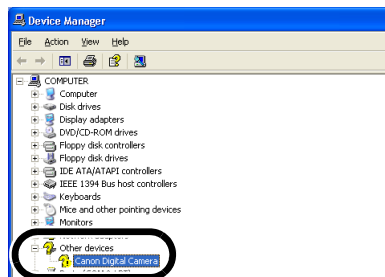 Device Manager
File Action View Help
COMPUTER
Computer
Disk drives
Display adapters
DVD/CD-ROM drives
Floppy disk controllers
Floppy disk drives
IDE ATA/ATAPI controllers
IEEE 1394 Bus host controllers
Keyboards
Mice and other pointing devices
Monitors
Network adapters
Other devices
Canon Digital Camera